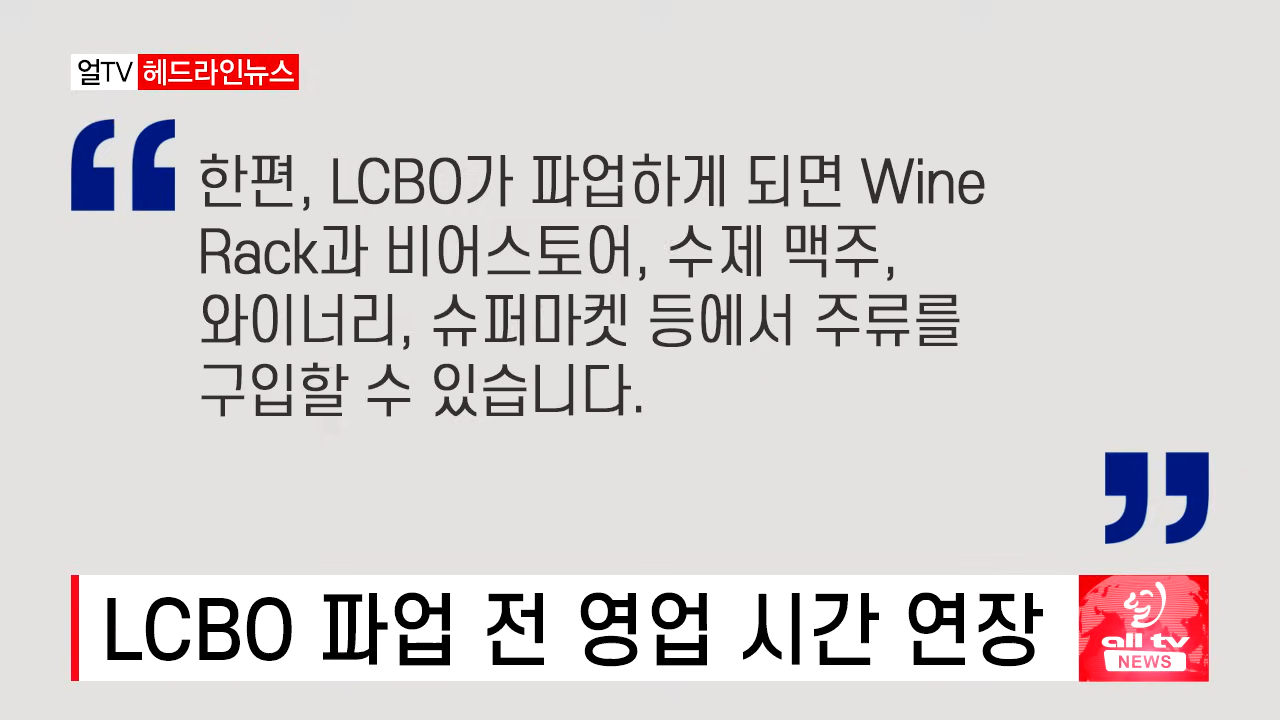 얼TV 헤드라인뉴스
한편, LCBO가 파업하게 되면 Wine
Rack과 비어스토어, 수제 맥주,
와이너리, 슈퍼마켓 등에서 주류를
구입할 수 있습니다.
LCBO 파업 전 영업 시간 연장
얼
all tv
NEWS